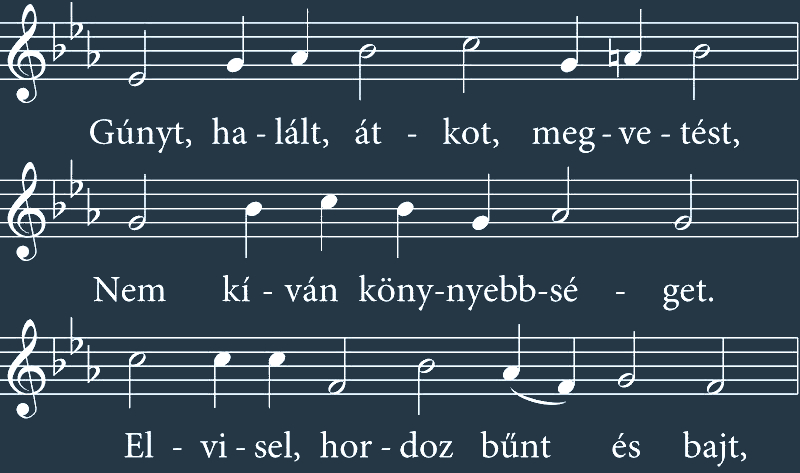 Gúnyt, ha - lált, át - kot, meg - ve - tést,
Nem kí - ván köny-nyebb-sé - get.
El - vi - sel, hor - doz bűnt és bajt,